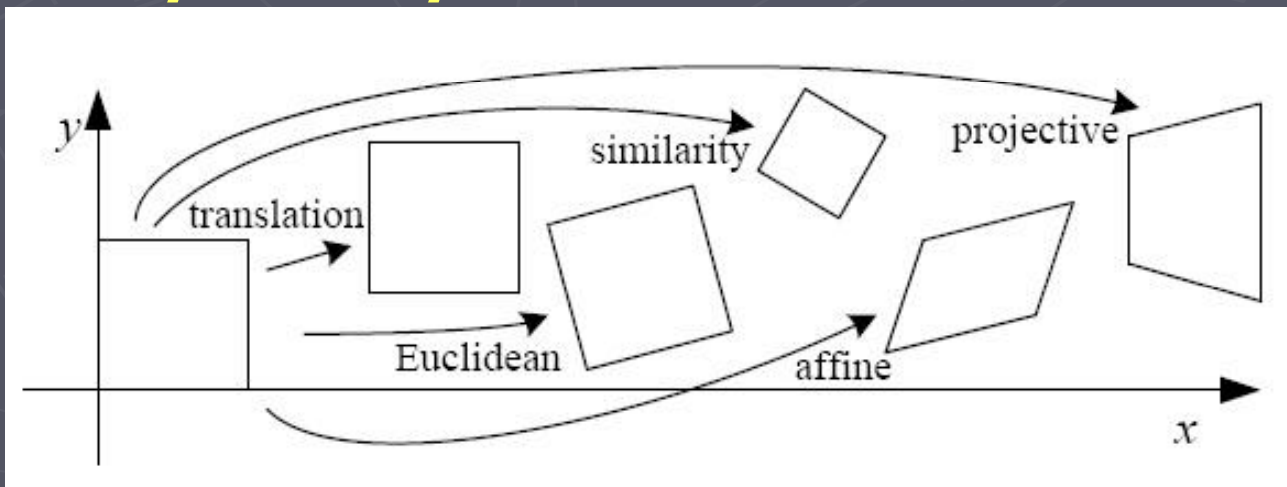 y
similarity
projective
translation
Euclidean
affine
x